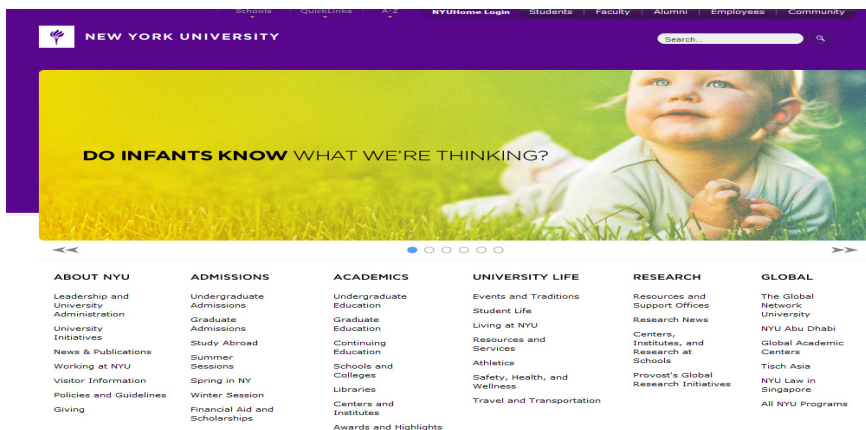 Schools QuickLinks A-Z NYUHome Login Students Faculty Alumni Employees Community
NEW YORK UNIVERSITY
Search...
DO INFANTS KNOW WHAT WE'RE THINKING?
ABOUT NYU
Leadership and
University
Administration
University
Initiatives
News & Publications
Working at NYU
Visitor Information
Policies and Guidelines
Giving
ADMISSIONS
Undergraduate
Admissions
Graduate
Admissions
Study Abroad
Summer
Sessions
Spring in NY
Winter Session
Financial Aid and
Scholarships
ACADEMICS
Undergraduate
Education
Graduate
Education
Continuing
Education
Schools and
Colleges
Libraries
Centers and
Institutes
Awards and Highlights
UNIVERSITY LIFE
Events and Traditions
Student Life
Living at NYU
Resources and
Services
Athletics
Safety, Health, and
Wellness
Travel and Transportation
RESEARCH
Resources and
Support Offices
Research News
Centers,
Institutes, and
Research at
Schools
Provost's Global
Research Initiatives
GLOBAL
The Global
Network
University
NYU Abu Dhabi
Global Academic
Centers
Tisch Asia
NYU Law in
Singapore
All NYU Programs